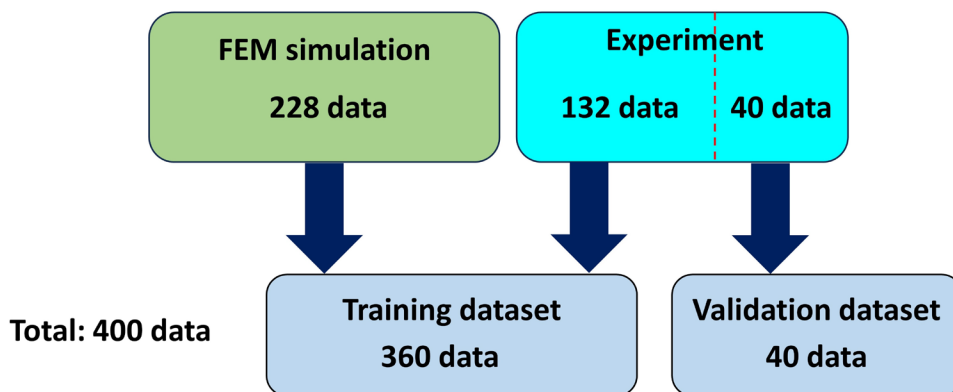 FEM simulation
228 data
Experiment
132 data
40 data
Total: 400 data
Training dataset
360 data
Validation dataset
40 data